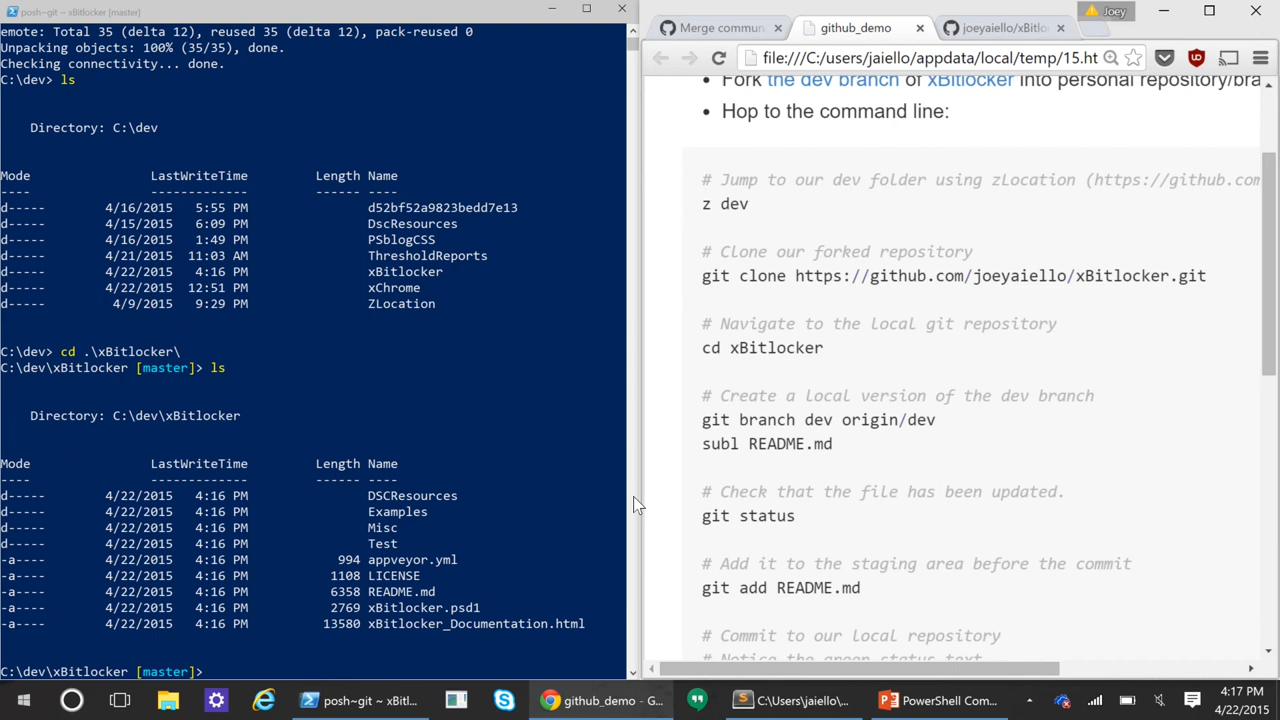 posh~git ~ xBitlocker [master]
emote: Total 35 (delta 12), reused 35 (delta 12), pack-reused 0
Unpacking objects: 100% (35/35), done.
Checking connectivity... done.
C:\dev> ls
Directory: C:\dev
Mode LastWriteTime Length Name
---- ------------- ------ ----
d----- 4/16/2015 5:55 PM d52bf52a9823bedd7e13
d----- 4/15/2015 6:09 PM DscResources
d----- 4/16/2015 1:49 PM PSblogCSS
d----- 4/21/2015 11:03 AM ThresholdReports
d----- 4/22/2015 4:16 PM xBitlocker
d----- 4/22/2015 12:51 PM xChrome
d----- 4/9/2015 9:29 PM ZLocation
C:\dev> cd .\xBitlocker\
C:\dev\xBitlocker [master]> ls
Directory: C:\dev\xBitlocker
Mode LastWriteTime Length Name
---- ------------- ------ ----
d----- 4/22/2015 4:16 PM DSCResources
d----- 4/22/2015 4:16 PM Examples
d----- 4/22/2015 4:16 PM Misc
d----- 4/22/2015 4:16 PM Test
-a---- 4/22/2015 4:16 PM 994 appveyor.yml
-a---- 4/22/2015 4:16 PM 1108 LICENSE
-a---- 4/22/2015 4:16 PM 6358 README.md
-a---- 4/22/2015 4:16 PM 2769 xBitlocker.psd1
-a---- 4/22/2015 4:16 PM 13580 xBitlocker_Documentation.html
C:\dev\xBitlocker [master]>
Merge commun
github_demo
joeyaiello/xBitlo
Joey
file:///C:/users/jaiello/appdata/local/temp/15.ht
• Fork the dev branch of xBitlocker into personal repository/bra
• Hop to the command line:
# Jump to our dev folder using zLocation (https://github.com
z dev
# Clone our forked repository
git clone https://github.com/joeyaiello/xBitlocker.git
# Navigate to the local git repository
cd xBitlocker
# Create a local version of the dev branch
git branch dev origin/dev
subl README.md
# Check that the file has been updated.
git status
# Add it to the staging area before the commit
git add README.md
# Commit to our local repository
# Notice the green status text
posh~git ~ xBitl...
github_demo - G...
C:\Users\jaiello\...
PowerShell Com...
4:17 PM
4/22/2015